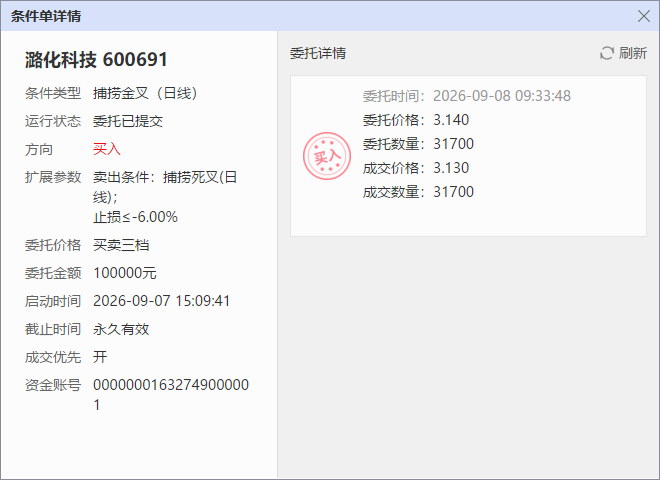 条件单详情
潞化科技 600691
条件类型 捕捞金叉（日线）
运行状态 委托已提交
方向 买入
扩展参数 卖出条件：捕捞死叉(日
线)；
止损≤-6.00%
委托价格 买卖三档
委托金额 100000元
启动时间 2026-09-07 15:09:41
截止时间 永久有效
成交优先 开
资金账号 0000000163274900000
1
委托详情
刷新
买入
委托时间：2026-09-08 09:33:48
委托价格：3.140
委托数量：31700
成交价格：3.130
成交数量：31700